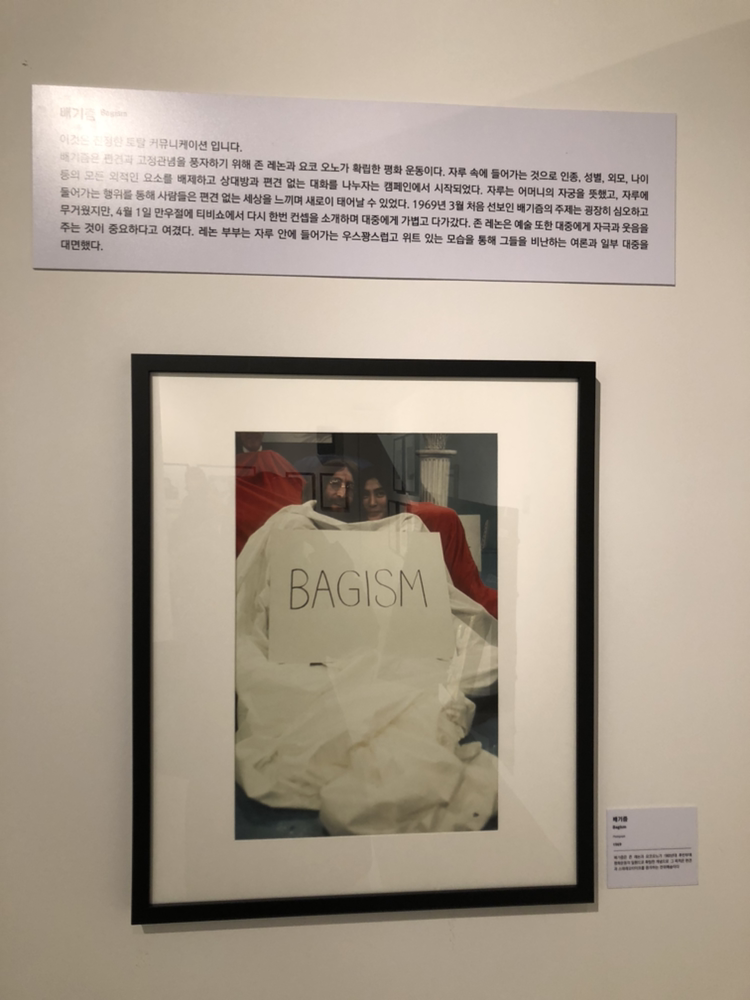 배기즘 Bagism
이것은 진정한 토탈 커뮤니케이션 입니다.
배기즘은 편견과 고정관념을 풍자하기 위해 존 레논과 요코 오노가 확립한 평화 운동이다. 자루 속에 들어가는 것으로 인종, 성별, 외모, 나이
등의 모든 외적인 요소를 배제하고 상대방과 편견 없는 대화를 나누자는 캠페인에서 시작되었다. 자루는 어머니의 자궁을 뜻했고, 자루에
들어가는 행위를 통해 사람들은 편견 없는 세상을 느끼며 새로이 태어날 수 있었다. 1969년 3월 처음 선보인 배기즘의 주제는 굉장히 심오하고
무거웠지만, 4월 1일 만우절에 티비쇼에서 다시 한번 컨셉을 소개하며 대중에게 가볍고 다가갔다. 존 레논은 예술 또한 대중에게 자극과 웃음을
주는 것이 중요하다고 여겼다. 레논 부부는 자루 안에 들어가는 우스꽝스럽고 위트 있는 모습을 통해 그들을 비난하는 여론과 일부 대중을
대면했다.
BAGISM
배기즘
Bagism
1969